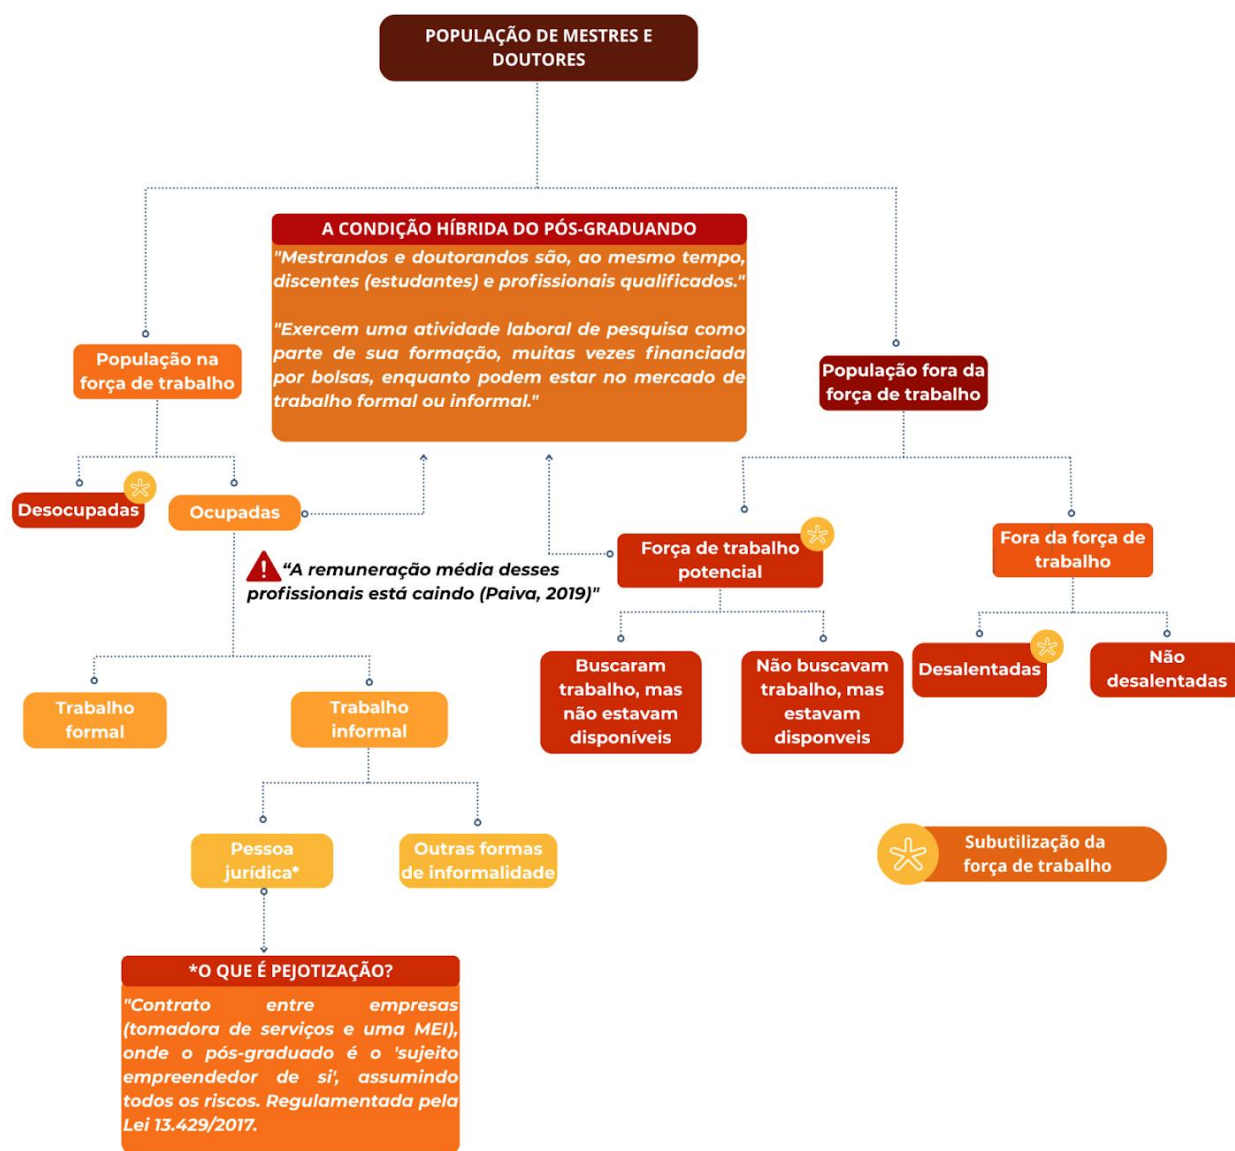 POPULAÇÃO DE MESTRES E
DOUTORES
A CONDIÇÃO HÍBRIDA DO PÓS-GRADUANDO
"Mestrandos e doutorandos são, ao mesmo tempo,
discentes (estudantes) e profissionais qualificados."
"Exercem uma atividade laboral de pesquisa como
parte de sua formação, muitas vezes financiada
por bolsas, enquanto podem estar no mercado de
trabalho formal ou informal."
População na
força de trabalho
População fora da
força de trabalho
Desocupadas
Ocupadas
Força de trabalho
potencial
Fora da força de
trabalho
! “A remuneração média desses
profissionais está caindo (Paiva, 2019)"
Buscaram
trabalho, mas
não estavam
disponíveis
Não buscavam
trabalho, mas
estavam
disponveis
Desalentadas
Não
desalentadas
Trabalho
formal
Trabalho
informal
Pessoa
jurídica*
Outras formas
de informalidade
Subutilização da
força de trabalho
*O QUE É PEJOTIZAÇÃO?
"Contrato entre empresas
(tomadora de serviços e uma MEI),
onde o pós-graduado é o 'sujeito
empreendedor de si', assumindo
todos os riscos. Regulamentada pela
Lei 13.429/2017.